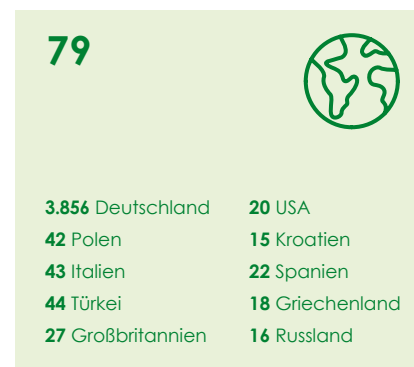 79
3.856 Deutschland
42 Polen
43 Italien
44 Türkei
27 Großbritannien
20 USA
15 Kroatien
22 Spanien
18 Griechenland
16 Russland